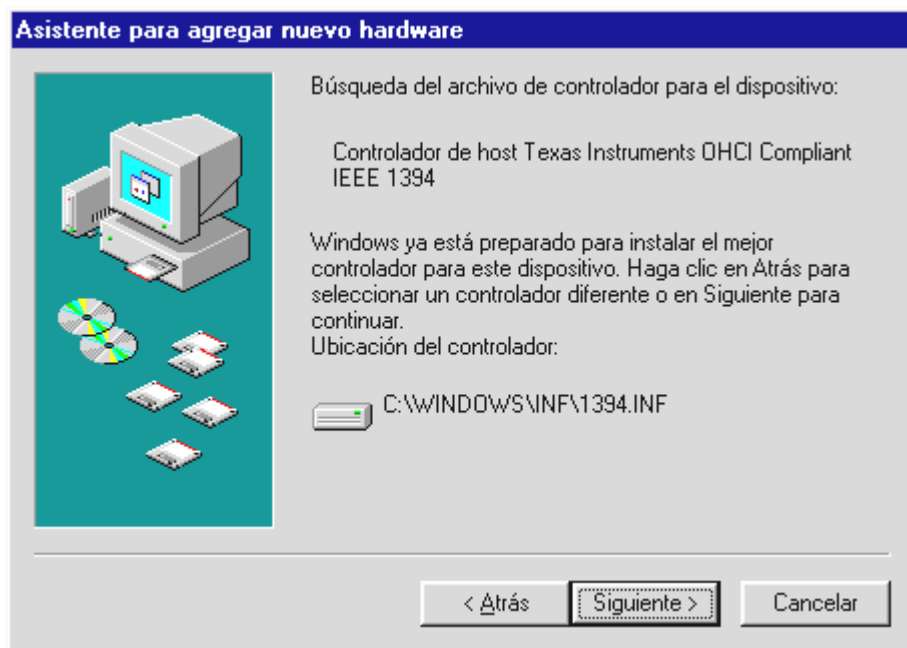 Asistente para agregar nuevo hardware
Búsqueda del archivo de controlador para el dispositivo:
Controlador de host Texas Instruments OHCI Compliant
IEEE 1394
Windows ya está preparado para instalar el mejor
controlador para este dispositivo. Haga clic en Atrás para
seleccionar un controlador diferente o en Siguiente para
continuar.
Ubicación del controlador:
C:\WINDOWS\INF\1394.INF
< Atrás
Siguiente >
Cancelar